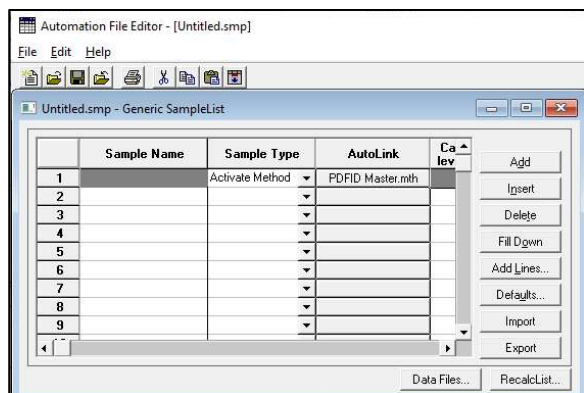 Automation File Editor - [Untitled.smp]
File Edit Help
Untitled.smp - Generic SampleList
Sample Name Sample Type AutoLink Ca lev
1 Activate Method PDFID Master.mth
2
3
4
5
6
7
8
9
Add
Insert
Delete
Fill Down
Add Lines...
Defaults...
Import
Export
Data Files... RecalcList...